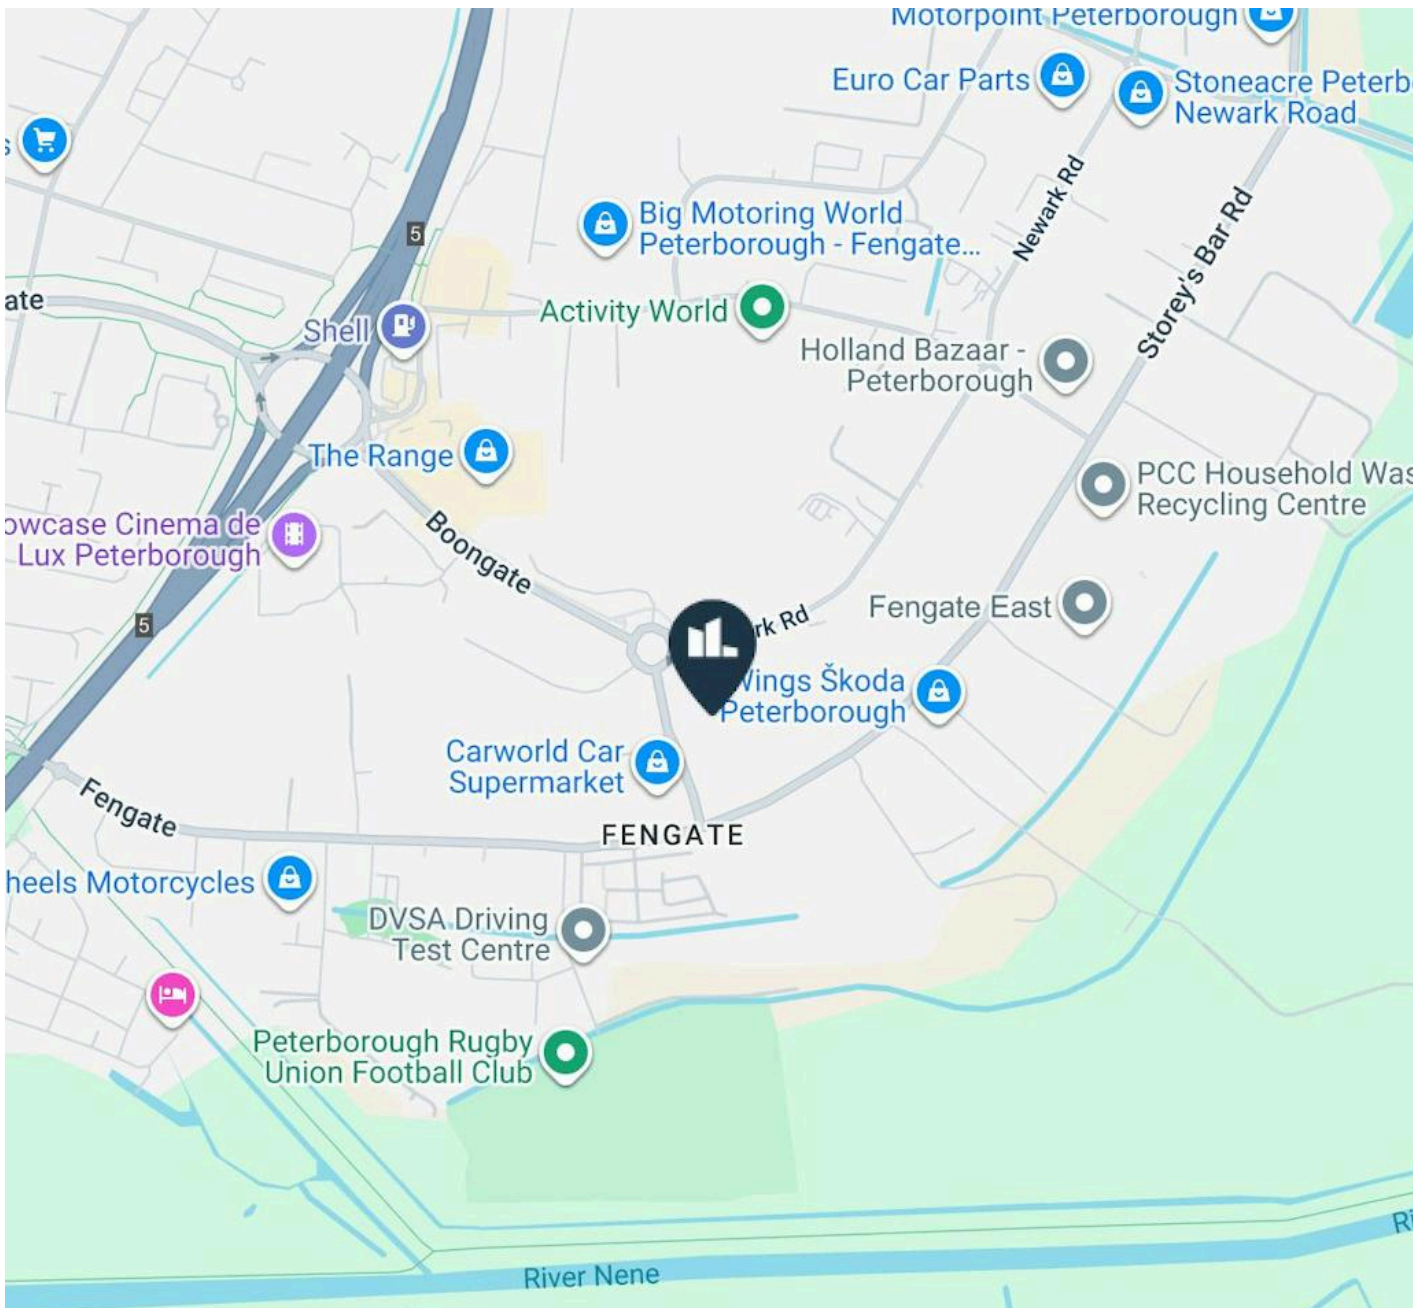 Motorpoint Peterborough
Euro Car Parts
Stoneacre Peterb
Newark Road
s
Newark Rd
Big Motoring World
Peterborough - Fengate...
5
Storey's Bar Rd
ate
Activity World
Shell
Holland Bazaar -
Peterborough
The Range
PCC Household Was
Recycling Centre
owcase Cinema de
Lux Peterborough
Boongate
5
rk Rd
Fengate East
Wings Škoda
Peterborough
Carworld Car
Supermarket
Fengate
FENGATE
heels Motorcycles
DVSA Driving
Test Centre
Peterborough Rugby
Union Football Club
Ri
River Nene